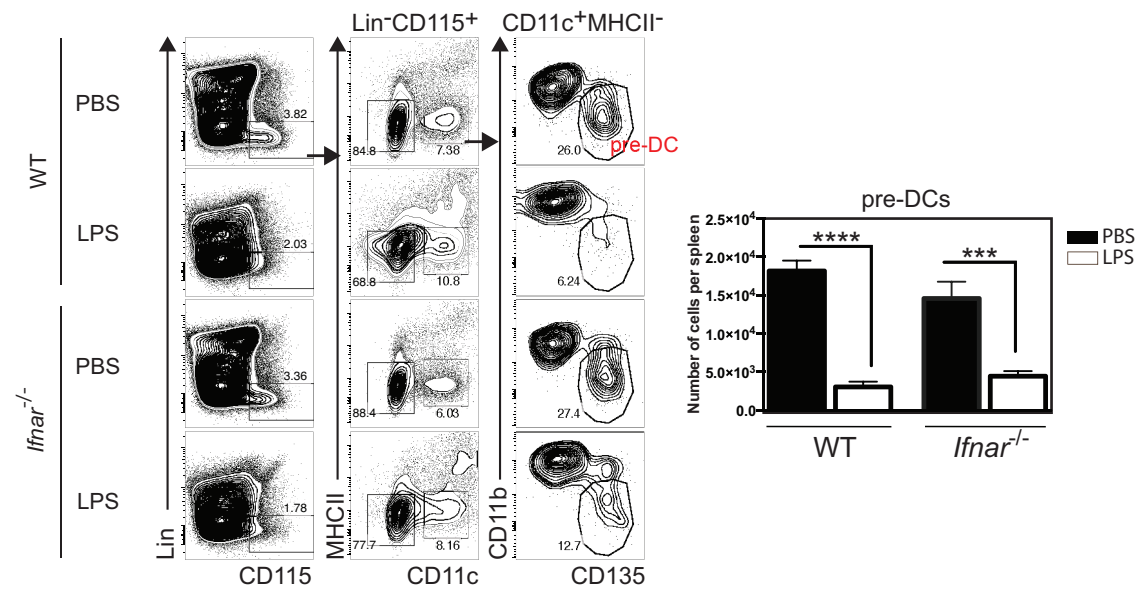 Lin-CD115+
CD11c+MHCII-
WT
PBS
3.82
84.8
7.38
26.0
pre-DC
LPS
2.03
68.8
10.8
6.24
Ifnar-/-
PBS
3.36
88.4
6.03
27.4
LPS
1.78
77.7
8.16
12.7
Lin
MHCII
CD11b
CD115
CD11c
CD135
pre-DCs
Number of cells per spleen
2.5×10⁴
2.0×10⁴
1.5×10⁴
1.0×10⁴
5.0×10³
0.0
****
***
PBS
LPS
WT
Ifnar-/-